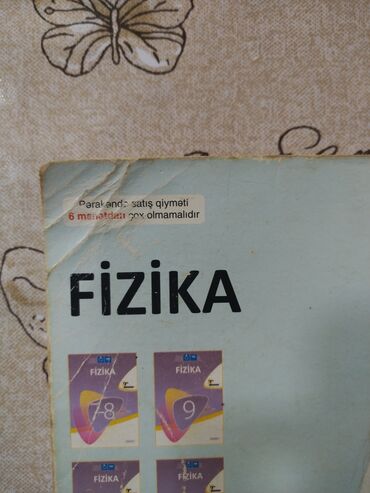 Pərakəndə satış qiyməti
6 manatdan çox olmamalıdır
FİZİKA
FİZİKA
7-8
FİZİKA
9
FİZİKA
FİZİKA